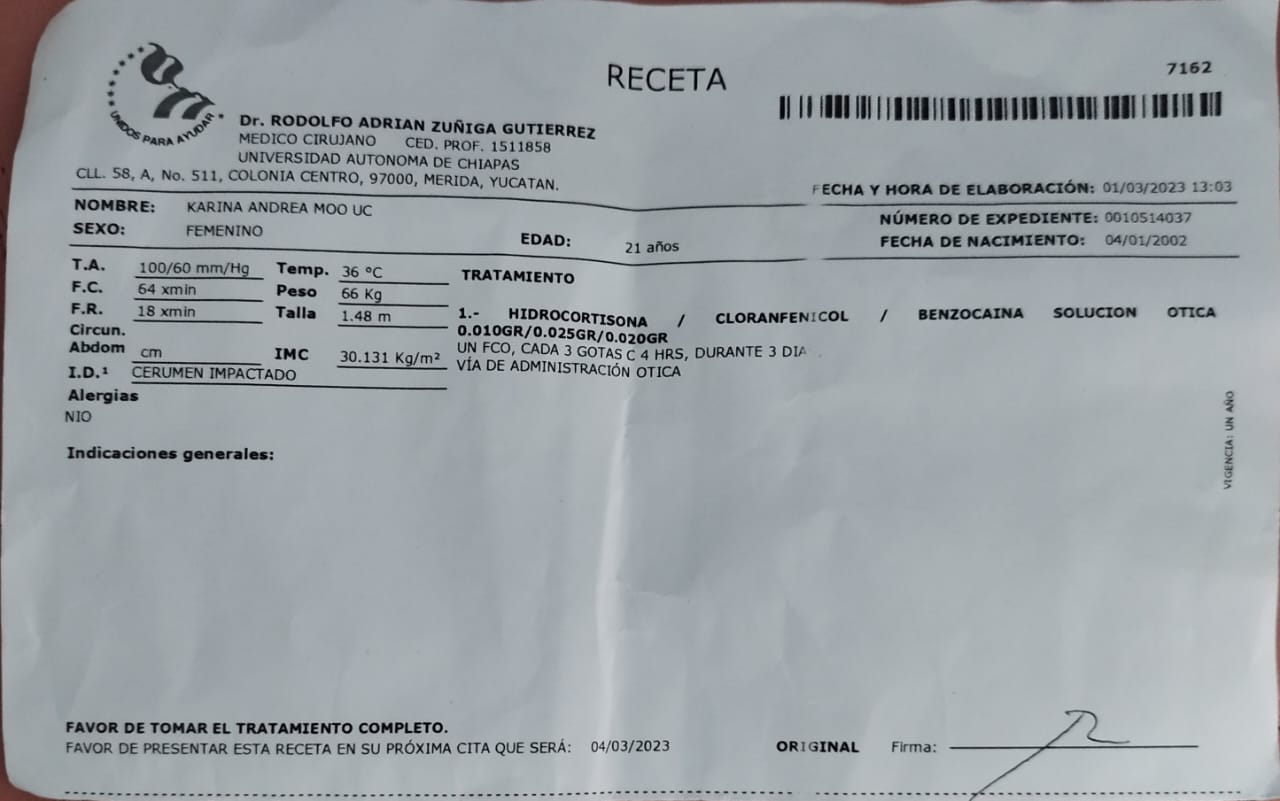 RECETA
7162
UNIDOS PARA AYUDAR
Dr. RODOLFO ADRIAN ZUÑIGA GUTIERREZ
MEDICO CIRUJANO CED. PROF. 1511858
UNIVERSIDAD AUTONOMA DE CHIAPAS
CLL. 58, A, No. 511, COLONIA CENTRO, 97000, MERIDA, YUCATAN.
FECHA Y HORA DE ELABORACIÓN: 01/03/2023 13:03
NOMBRE: KARINA ANDREA MOO UC
NÚMERO DE EXPEDIENTE: 0010514037
SEXO: FEMENINO
EDAD: 21 años
FECHA DE NACIMIENTO: 04/01/2002
T.A. 100/60 mm/Hg Temp. 36 °C
F.C. 64 xmin Peso 66 Kg
F.R. 18 xmin Talla 1.48 m
Circun.
Abdom cm IMC 30.131 Kg/m²
I.D.¹ CERUMEN IMPACTADO
Alergias
NIO
Indicaciones generales:
TRATAMIENTO
1.- HIDROCORTISONA / CLORANFENICOL / BENZOCAINA SOLUCION OTICA
0.010GR/0.025GR/0.020GR
UN FCO, CADA 3 GOTAS C 4 HRS, DURANTE 3 DIA
VÍA DE ADMINISTRACIÓN OTICA
VIGENCIA: UN AÑO
FAVOR DE TOMAR EL TRATAMIENTO COMPLETO.
FAVOR DE PRESENTAR ESTA RECETA EN SU PRÓXIMA CITA QUE SERÁ: 04/03/2023
ORIGINAL Firma: